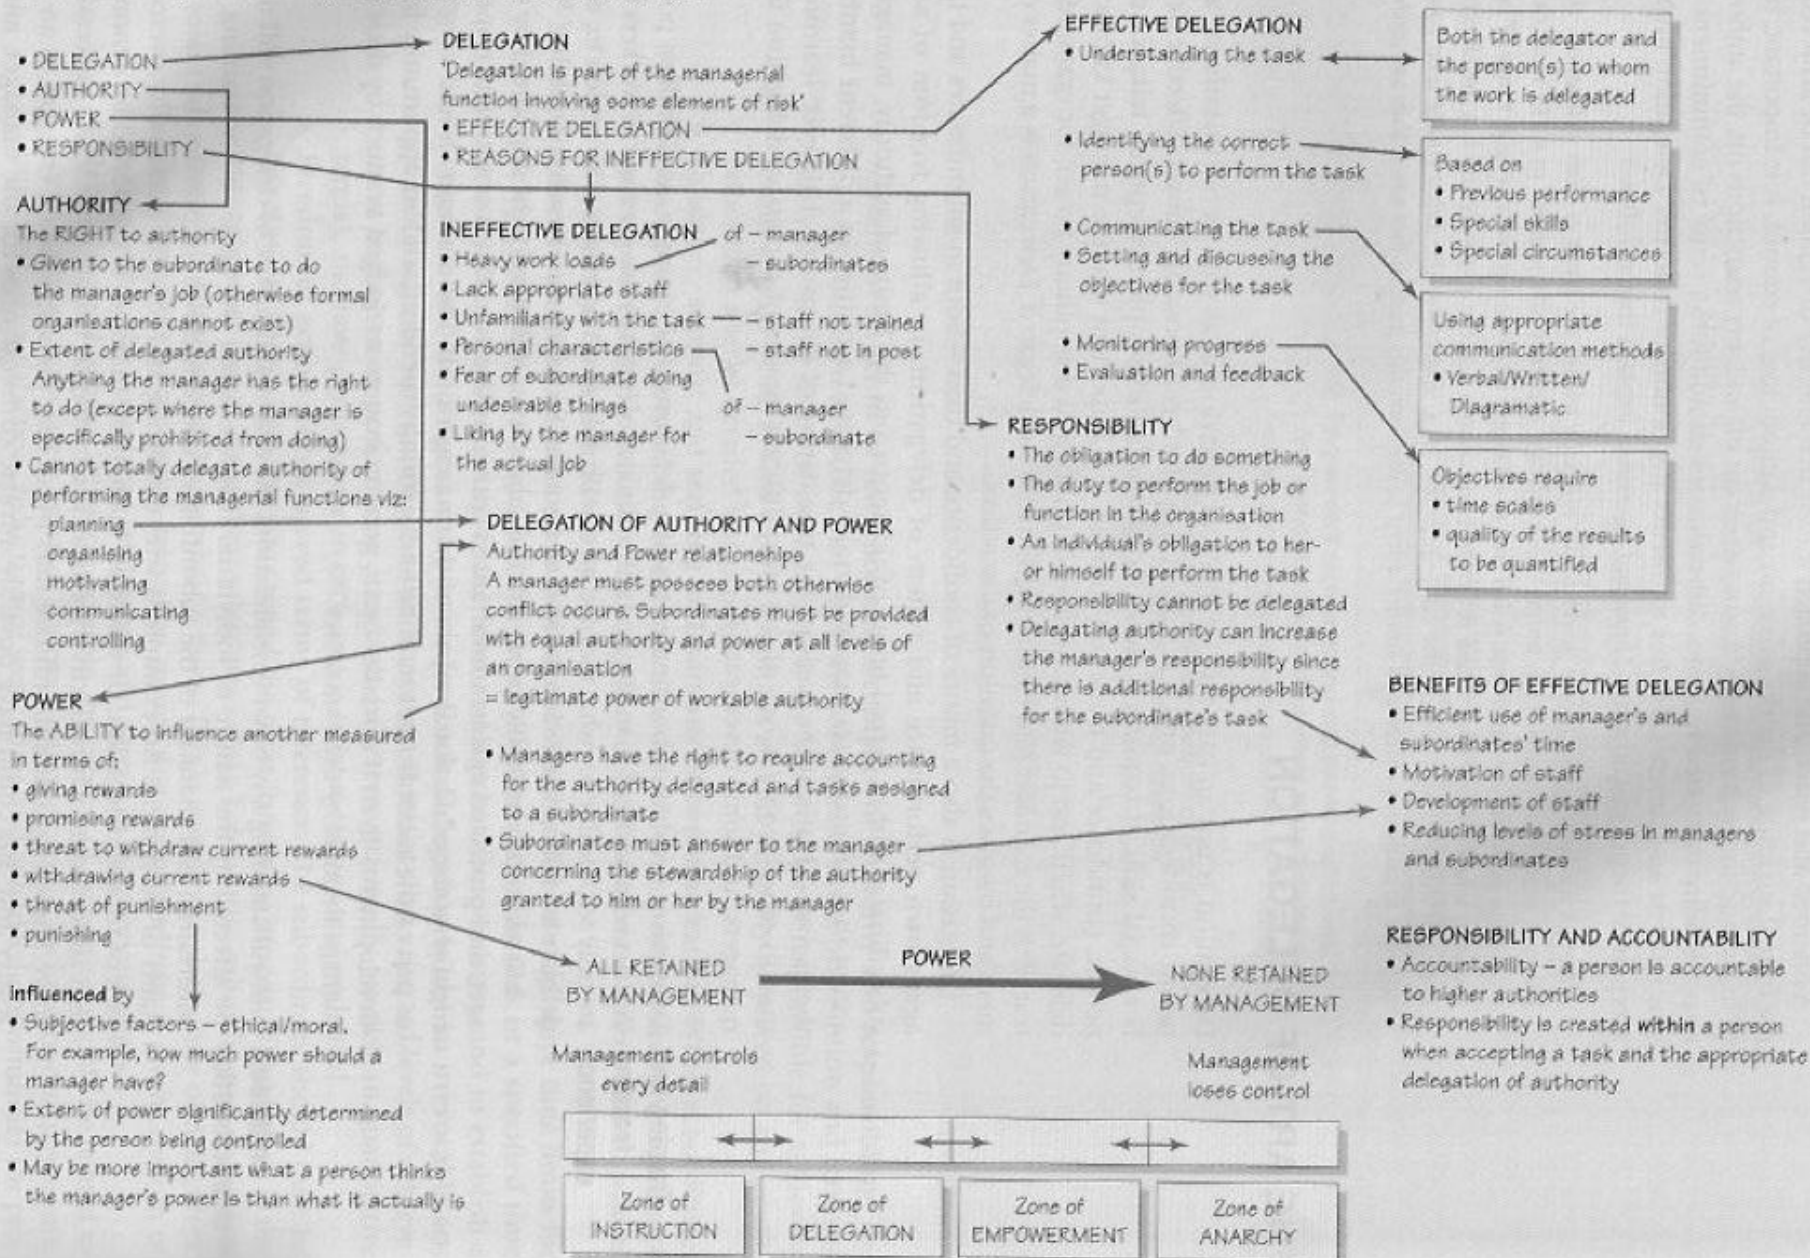 • DELEGATION
• AUTHORITY
• POWER
• RESPONSIBILITY
AUTHORITY
The RIGHT to authority
• Given to the subordinate to do
the manager's job (otherwise formal
organisations cannot exist)
• Extent of delegated authority
Anything the manager has the right
to do (except where the manager is
specifically prohibited from doing)
• Cannot totally delegate authority of
performing the managerial functions viz:
planning
organising
motivating
communicating
controlling
POWER
The ABILITY to influence another measured
in terms of:
• giving rewards
• promising rewards
• threat to withdraw current rewards
• withdrawing current rewards
• threat of punishment
• punishing
Influenced by
• Subjective factors – ethical/moral.
For example, how much power should a
manager have?
• Extent of power significantly determined
by the person being controlled
• May be more important what a person thinks
the manager's power is than what it actually is
DELEGATION
'Delegation is part of the managerial
function involving some element of risk'
• EFFECTIVE DELEGATION
• REASONS FOR INEFFECTIVE DELEGATION
INEFFECTIVE DELEGATION
• Heavy work loads
• Lack appropriate staff
• Unfamiliarity with the task
• Personal characteristics
• Fear of subordinate doing
undesirable things
• Liking by the manager for
the actual job
of – manager
– subordinates
– staff not trained
– staff not in post
of – manager
– subordinate
DELEGATION OF AUTHORITY AND POWER
Authority and Power relationships
A manager must possess both otherwise
conflict occurs. Subordinates must be provided
with equal authority and power at all levels of
an organisation
= legitimate power of workable authority
• Managers have the right to require accounting
for the authority delegated and tasks assigned
to a subordinate
• Subordinates must answer to the manager
concerning the stewardship of the authority
granted to him or her by the manager
EFFECTIVE DELEGATION
• Understanding the task
• Identifying the correct
person(s) to perform the task
• Communicating the task
• Setting and discussing the
objectives for the task
• Monitoring progress
• Evaluation and feedback
Both the delegator and
the person(s) to whom
the work is delegated
Based on
• Previous performance
• Special skills
• Special circumstances
Using appropriate
communication methods
• Verbal/Written/
Diagramatic
Objectives require
• time scales
• quality of the results
to be quantified
RESPONSIBILITY
• The obligation to do something
• The duty to perform the job or
function in the organisation
• An individual's obligation to her-
or himself to perform the task
• Responsibility cannot be delegated
• Delegating authority can increase
the manager's responsibility since
there is additional responsibility
for the subordinate's task
BENEFITS OF EFFECTIVE DELEGATION
• Efficient use of manager's and
subordinates' time
• Motivation of staff
• Development of staff
• Reducing levels of stress in managers
and subordinates
RESPONSIBILITY AND ACCOUNTABILITY
• Accountability – a person is accountable
to higher authorities
• Responsibility is created within a person
when accepting a task and the appropriate
delegation of authority
ALL RETAINED
BY MANAGEMENT
POWER
NONE RETAINED
BY MANAGEMENT
Management controls
every detail
Management
loses control
Zone of
INSTRUCTION
Zone of
DELEGATION
Zone of
EMPOWERMENT
Zone of
ANARCHY